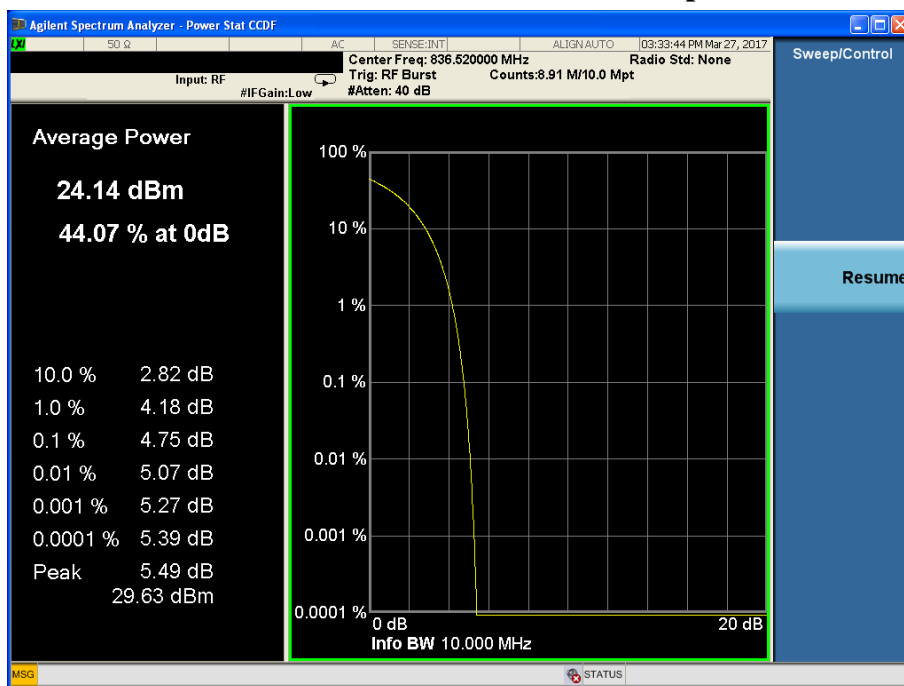 Agilent Spectrum Analyzer - Power Stat CCDF
LXI 50 Ω AC SENSE:INT ALIGN AUTO 03:33:44 PM Mar 27, 2017
Center Freq: 836.520000 MHz Radio Std: None
Input: RF Trig: RF Burst Counts:8.91 M/10.0 Mpt
#IFGain:Low #Atten: 40 dB
Sweep/Control
Resume
Average Power
24.14 dBm
44.07 % at 0dB
10.0 % 2.82 dB
1.0 % 4.18 dB
0.1 % 4.75 dB
0.01 % 5.07 dB
0.001 % 5.27 dB
0.0001 % 5.39 dB
Peak 5.49 dB
29.63 dBm
100 %
10 %
1 %
0.1 %
0.01 %
0.001 %
0.0001 %
0 dB 20 dB
Info BW 10.000 MHz
MSG STATUS